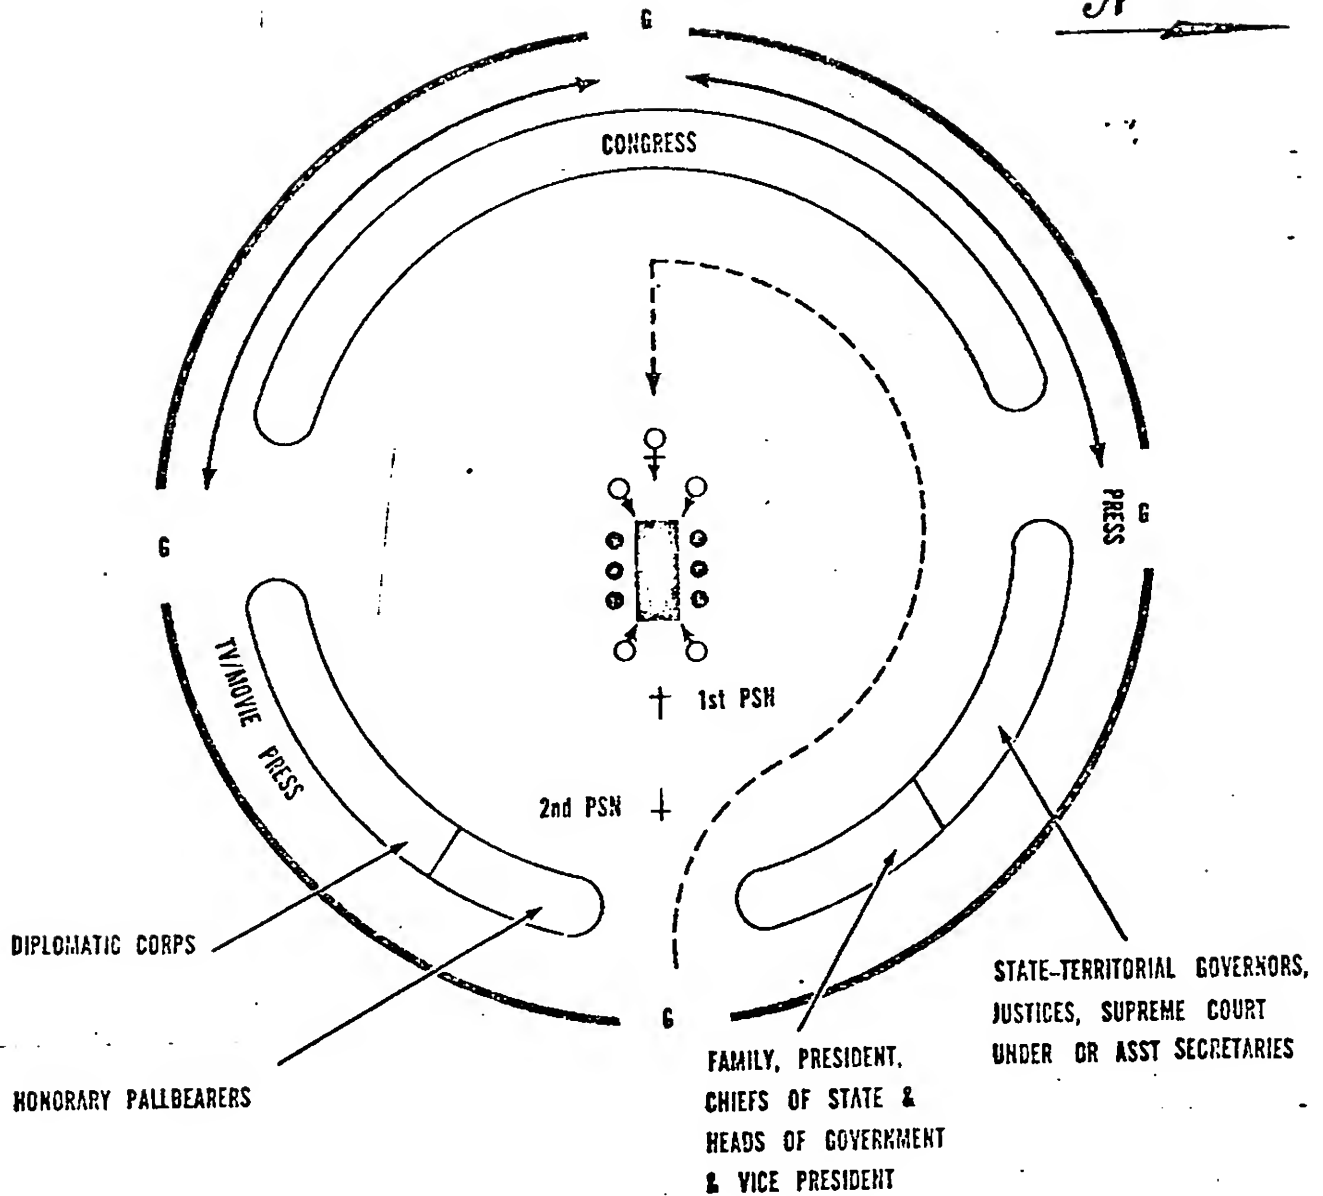 G
N
CONGRESS
PRESS
G
G
TV/MOVIE PRESS
1st PSN
2nd PSN
DIPLOMATIC CORPS
HONORARY PALLBEARERS
G
STATE-TERRITORIAL GOVERNORS,
JUSTICES, SUPREME COURT
UNDER OR ASST SECRETARIES
FAMILY, PRESIDENT,
CHIEFS OF STATE &
HEADS OF GOVERNMENT
& VICE PRESIDENT